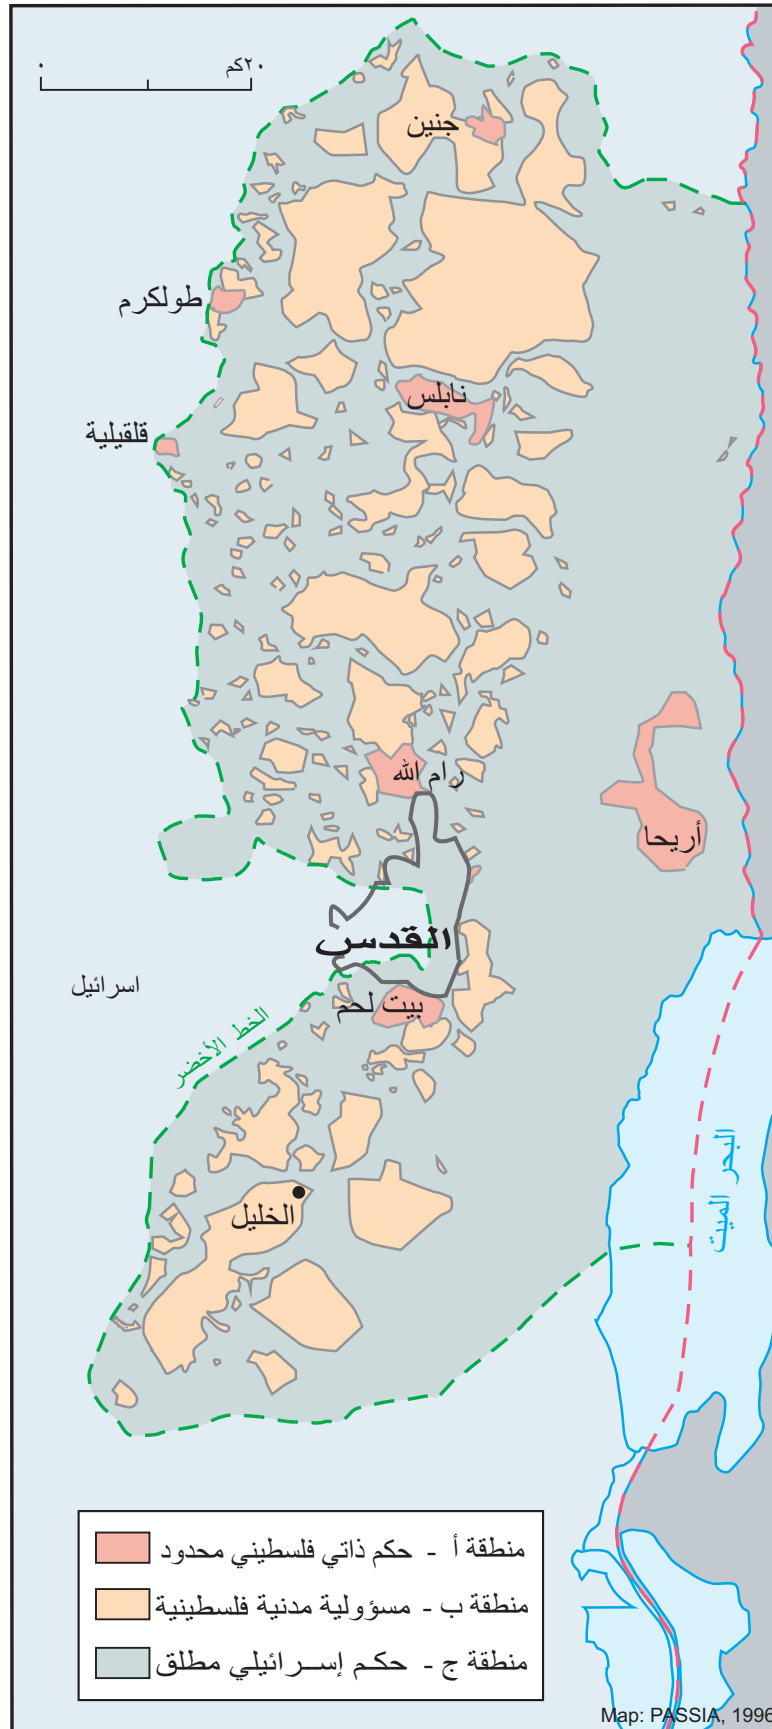 ٠ ٢٠كم
جنين
طولكرم
نابلس
قلقيلية
رام الله
أريحا
القدس
اسرائيل
بيت لحم
الخط الأخضر
البحر الميت
الخليل
منطقة أ - حكم ذاتي فلسطيني محدود
منطقة ب - مسؤولية مدنية فلسطينية
منطقة ج - حكم إســرائيلي مطلق
Map: PASSIA, 1996